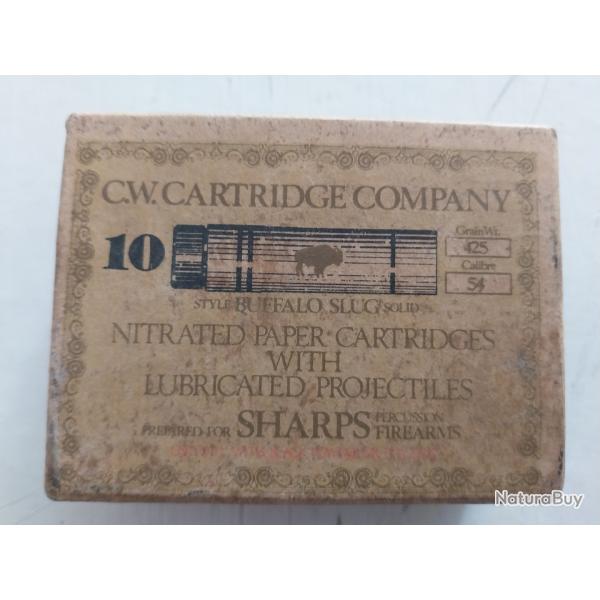 C.W. CARTRIDGE COMPANY
10
Grain Wt.
425
Calibre
54
STYLE BUFFALO SLUG SOLID
NITRATED PAPER CARTRIDGES
WITH
LUBRICATED PROJECTILES
PREPARED FOR SHARPS PERCUSSION FIREARMS
NaturaBuy